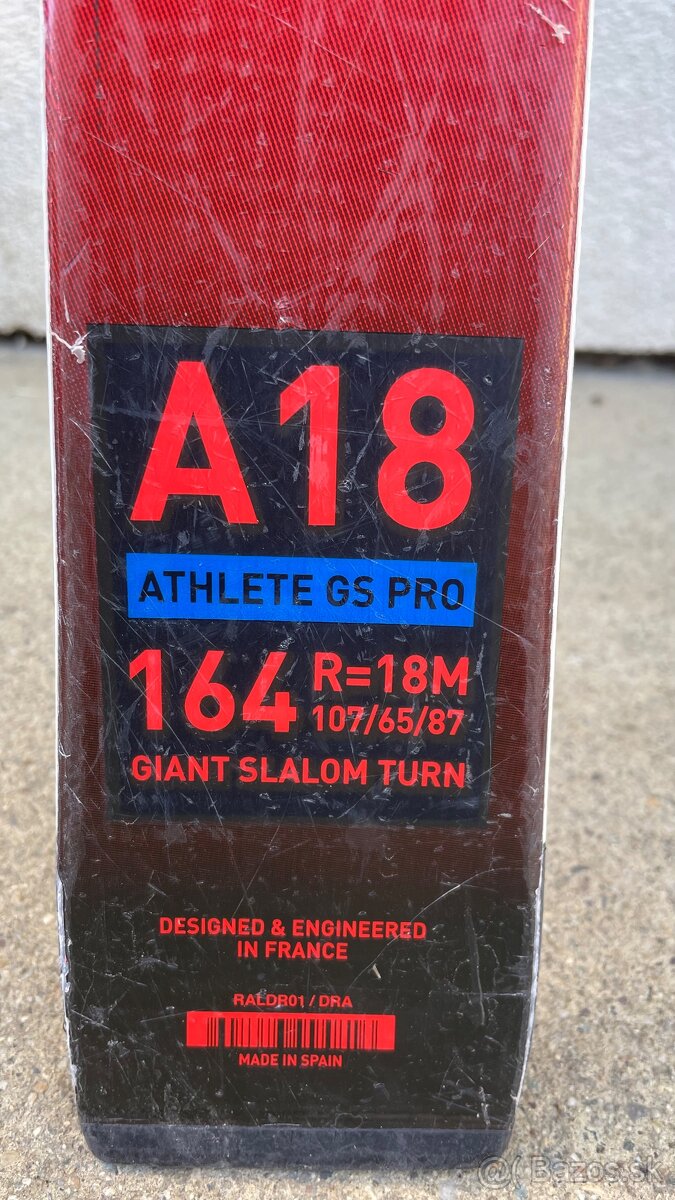 A18
ATHLETE GS PRO
164 R=18M
107/65/87
GIANT SLALOM TURN
DESIGNED & ENGINEERED
IN FRANCE
RALDR01 / DRA
MADE IN SPAIN
Bazos.sk